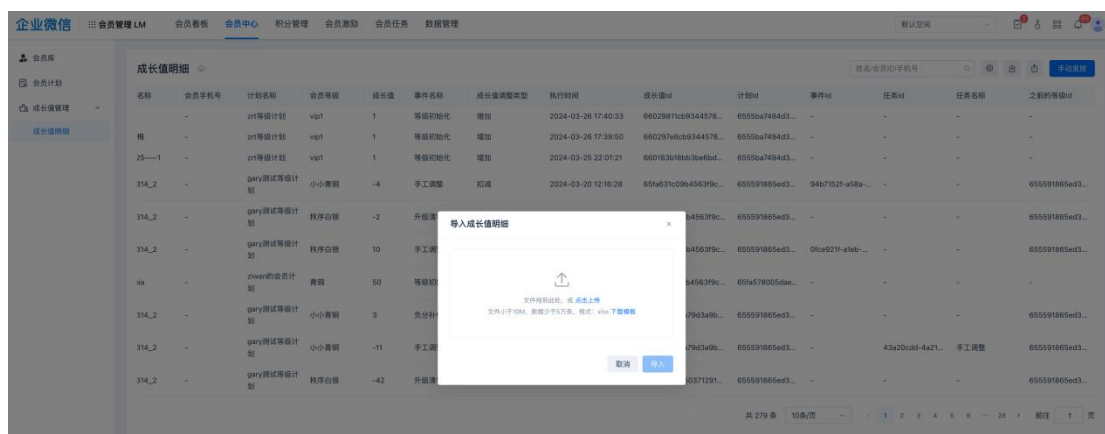 企业微信 会员管理 LM 会员看板 会员中心 积分管理 会员激励 会员任务 数据管理 默认空间
会员库
会员计划
成长值管理
成长值明细
成长值明细 姓名/会员ID/手机号 手动发放
名称 会员手机号 计划名称 会员等级 成长值 事件名称 成长值调整类型 执行时间 成长值Id 计划Id 事件Id 任务Id 任务名称 之前的等级Id
- zrt等级计划 vip1 1 等级初始化 增加 2024-03-26 17:40:33 66029811cb9344578... 6555ba7494d3... - - - -
梅 - zrt等级计划 vip1 1 等级初始化 增加 2024-03-26 17:39:50 660297e6cb9344578... 6555ba7494d3... - - - -
25——1 - zrt等级计划 vip1 1 等级初始化 增加 2024-03-25 22:01:21 660183b18bb3be6bd... 6555ba7494d3... - - - -
314_2 - gary测试等级计划 小小青铜 -4 手工调整 扣减 2024-03-20 12:16:28 65fa631c09b4563f9c... 655591865ed3... 94b7152f-a58a-... - - 655591865ed3...
314_2 - gary测试等级计划 秩序白银 -2 升级清 b4563f9c... 655591865ed3... - - - 655591865ed3...
314_2 - gary测试等级计划 秩序白银 10 手工调 b4563f9c... 655591865ed3... 0fce921f-a1eb-... - - 655591865ed3...
via - ziwan的会员计划 青铜 50 等级初 b4563f9c... 65fa578005dae... - - - -
314_2 - gary测试等级计划 小小青铜 3 负分补 79d3a9b... 655591865ed3... - - - 655591865ed3...
314_2 - gary测试等级计划 小小青铜 -11 手工调 79d3a9b... 655591865ed3... - 43a20cdd-4a21... 手工调整 655591865ed3...
314_2 - gary测试等级计划 秩序白银 -42 升级清 50371291... 655591865ed3... - - - 655591865ed3...
导入成长值明细
文件拖到此处，或 点击上传
文件小于10M，数据少于5万条，格式：xlsx 下载模板
取消 导入
共 279 条 10条/页 1 2 3 4 5 6 ... 28 前往 1 页